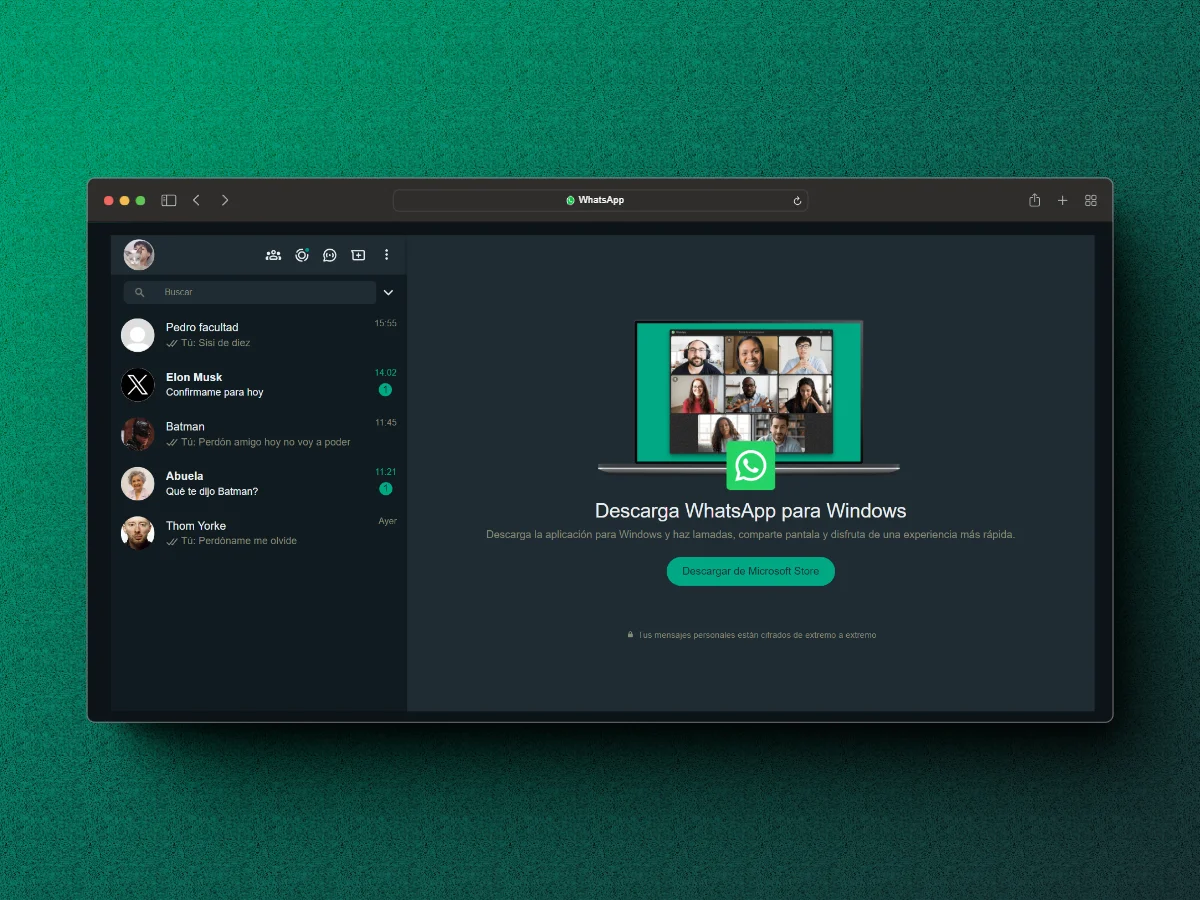 WhatsApp
Buscar
Pedro facultad
15:55
Tú: Sisi de diez
Elon Musk
14:02
Confirmame para hoy
1
Batman
11:45
Tú: Perdón amigo hoy no voy a poder
Abuela
11:21
Qué te dijo Batman?
1
Thom Yorke
Ayer
Tú: Perdóname me olvide
Descarga WhatsApp para Windows
Descarga la aplicación para Windows y haz lamadas, comparte pantala y disfruta de una experiencia más rápida.
Descargar de Microsoft Store
Tus mensajes personales están cifrados de extremo a extremo